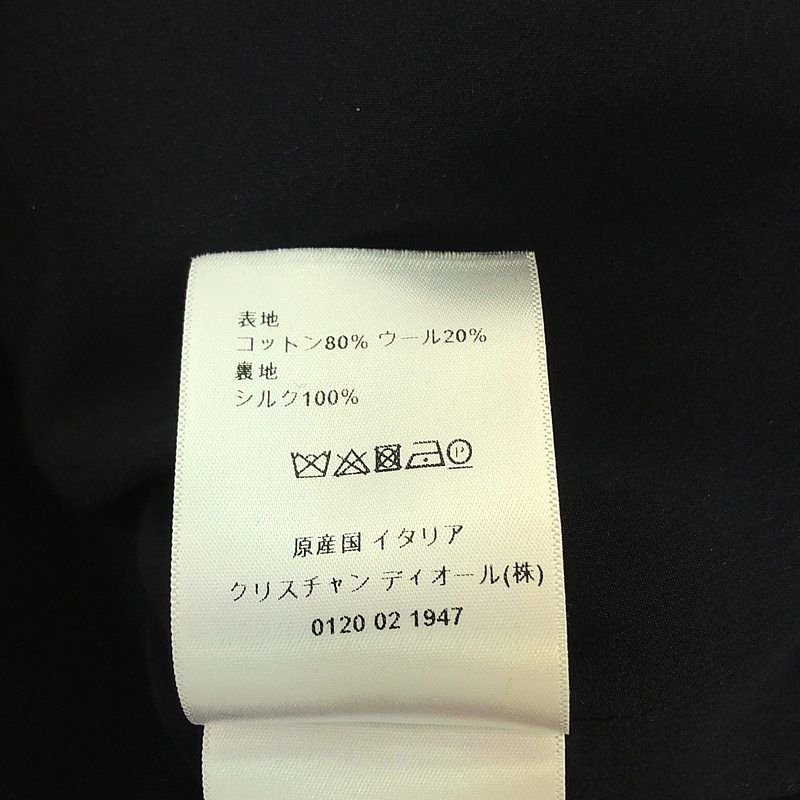 表地
コットン80% ウール20%
裏地
シルク100%
P
原産国 イタリア
クリスチャン ディオール(株)
0120 02 1947